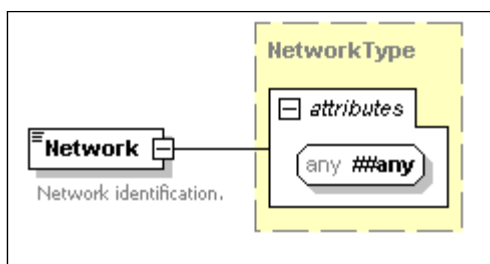 NetworkType
attributes
Network
any ##any
Network identification.